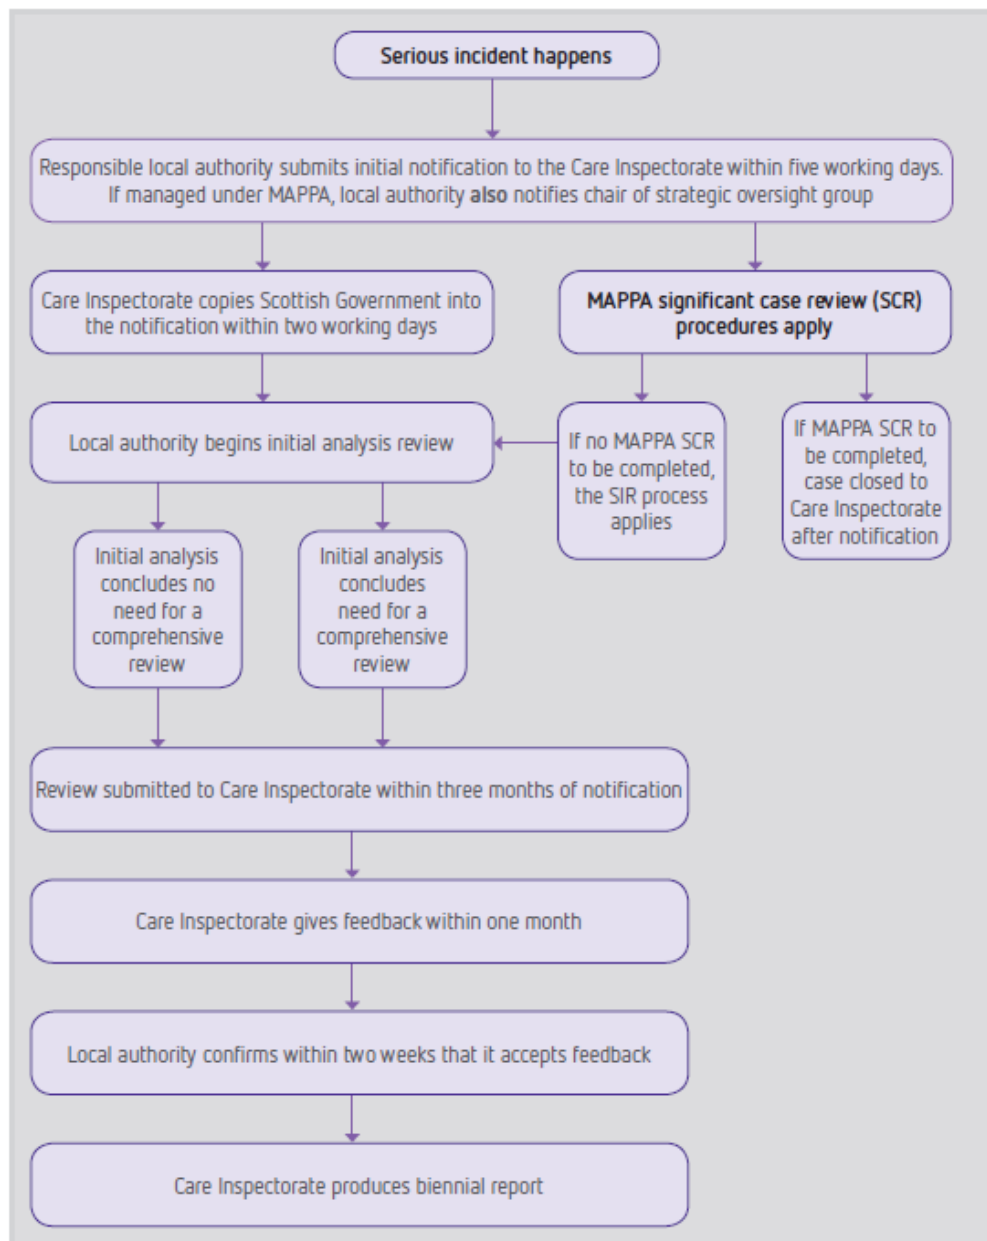 Serious incident happens
Responsible local authority submits initial notification to the Care Inspectorate within five working days.
If managed under MAPPA, local authority also notifies chair of strategic oversight group
Care Inspectorate copies Scottish Government into
the notification within two working days
MAPPA significant case review (SCR)
procedures apply
Local authority begins initial analysis review
If no MAPPA SCR
to be completed,
the SIR process
applies
If MAPPA SCR to
be completed,
case closed to
Care Inspectorate
after notification
Initial analysis
concludes no
need for a
comprehensive
review
Initial analysis
concludes
need for a
comprehensive
review
Review submitted to Care Inspectorate within three months of notification
Care Inspectorate gives feedback within one month
Local authority confirms within two weeks that it accepts feedback
Care Inspectorate produces biennial report